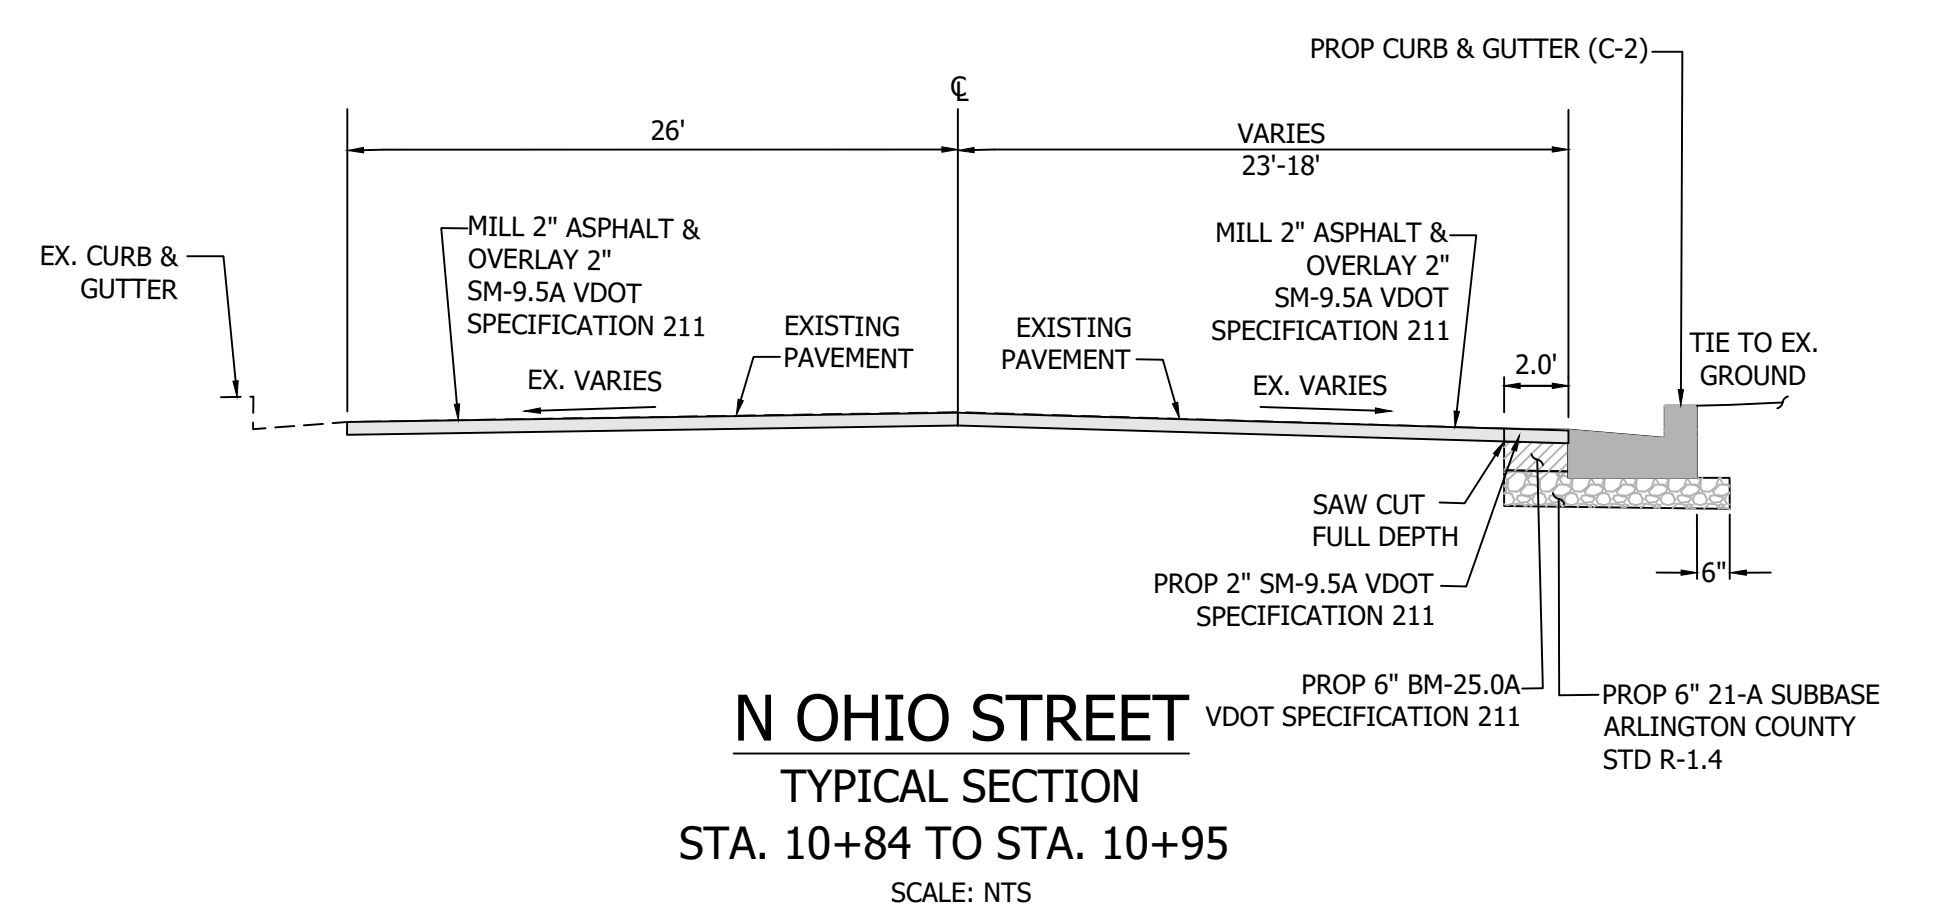 PROP CURB & GUTTER (C-2)
℄
26'
VARIES
23'-18'
MILL 2" ASPHALT &
OVERLAY 2"
SM-9.5A VDOT
SPECIFICATION 211
MILL 2" ASPHALT &
OVERLAY 2"
SM-9.5A VDOT
SPECIFICATION 211
EX. CURB &
GUTTER
EXISTING
PAVEMENT
EXISTING
PAVEMENT
EX. VARIES
EX. VARIES
2.0'
TIE TO EX.
GROUND
SAW CUT
FULL DEPTH
6"
PROP 2" SM-9.5A VDOT
SPECIFICATION 211
PROP 6" BM-25.0A
VDOT SPECIFICATION 211
PROP 6" 21-A SUBBASE
ARLINGTON COUNTY
STD R-1.4
N OHIO STREET
TYPICAL SECTION
STA. 10+84 TO STA. 10+95
SCALE: NTS